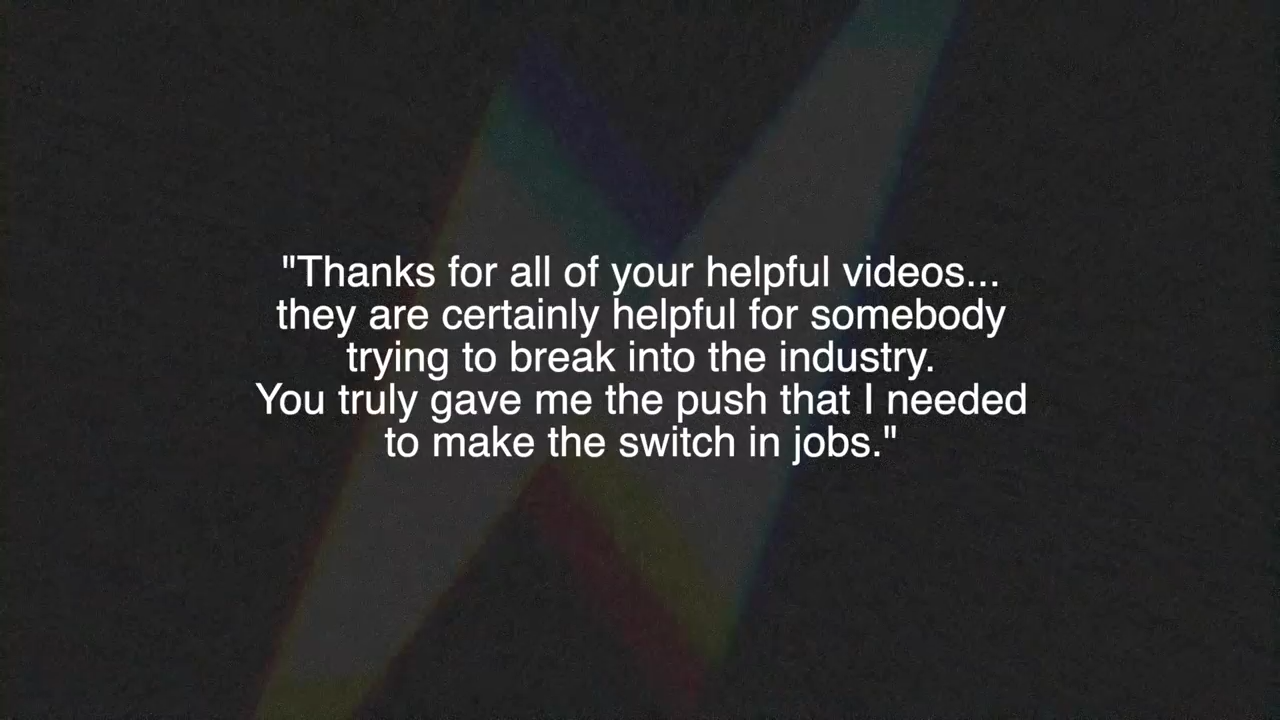 "Thanks for all of your helpful videos...
they are certainly helpful for somebody
trying to break into the industry.
You truly gave me the push that I needed
to make the switch in jobs."